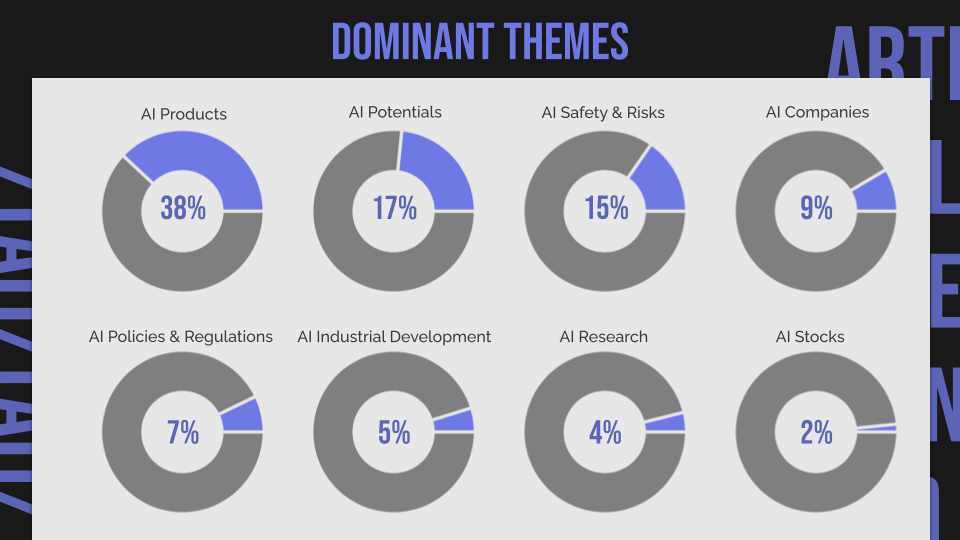 DOMINANT THEMES
AI Products
AI Potentials
AI Safety & Risks
AI Companies
38%
17%
15%
9%
AI Policies & Regulations
AI Industrial Development
AI Research
AI Stocks
7%
5%
4%
2%